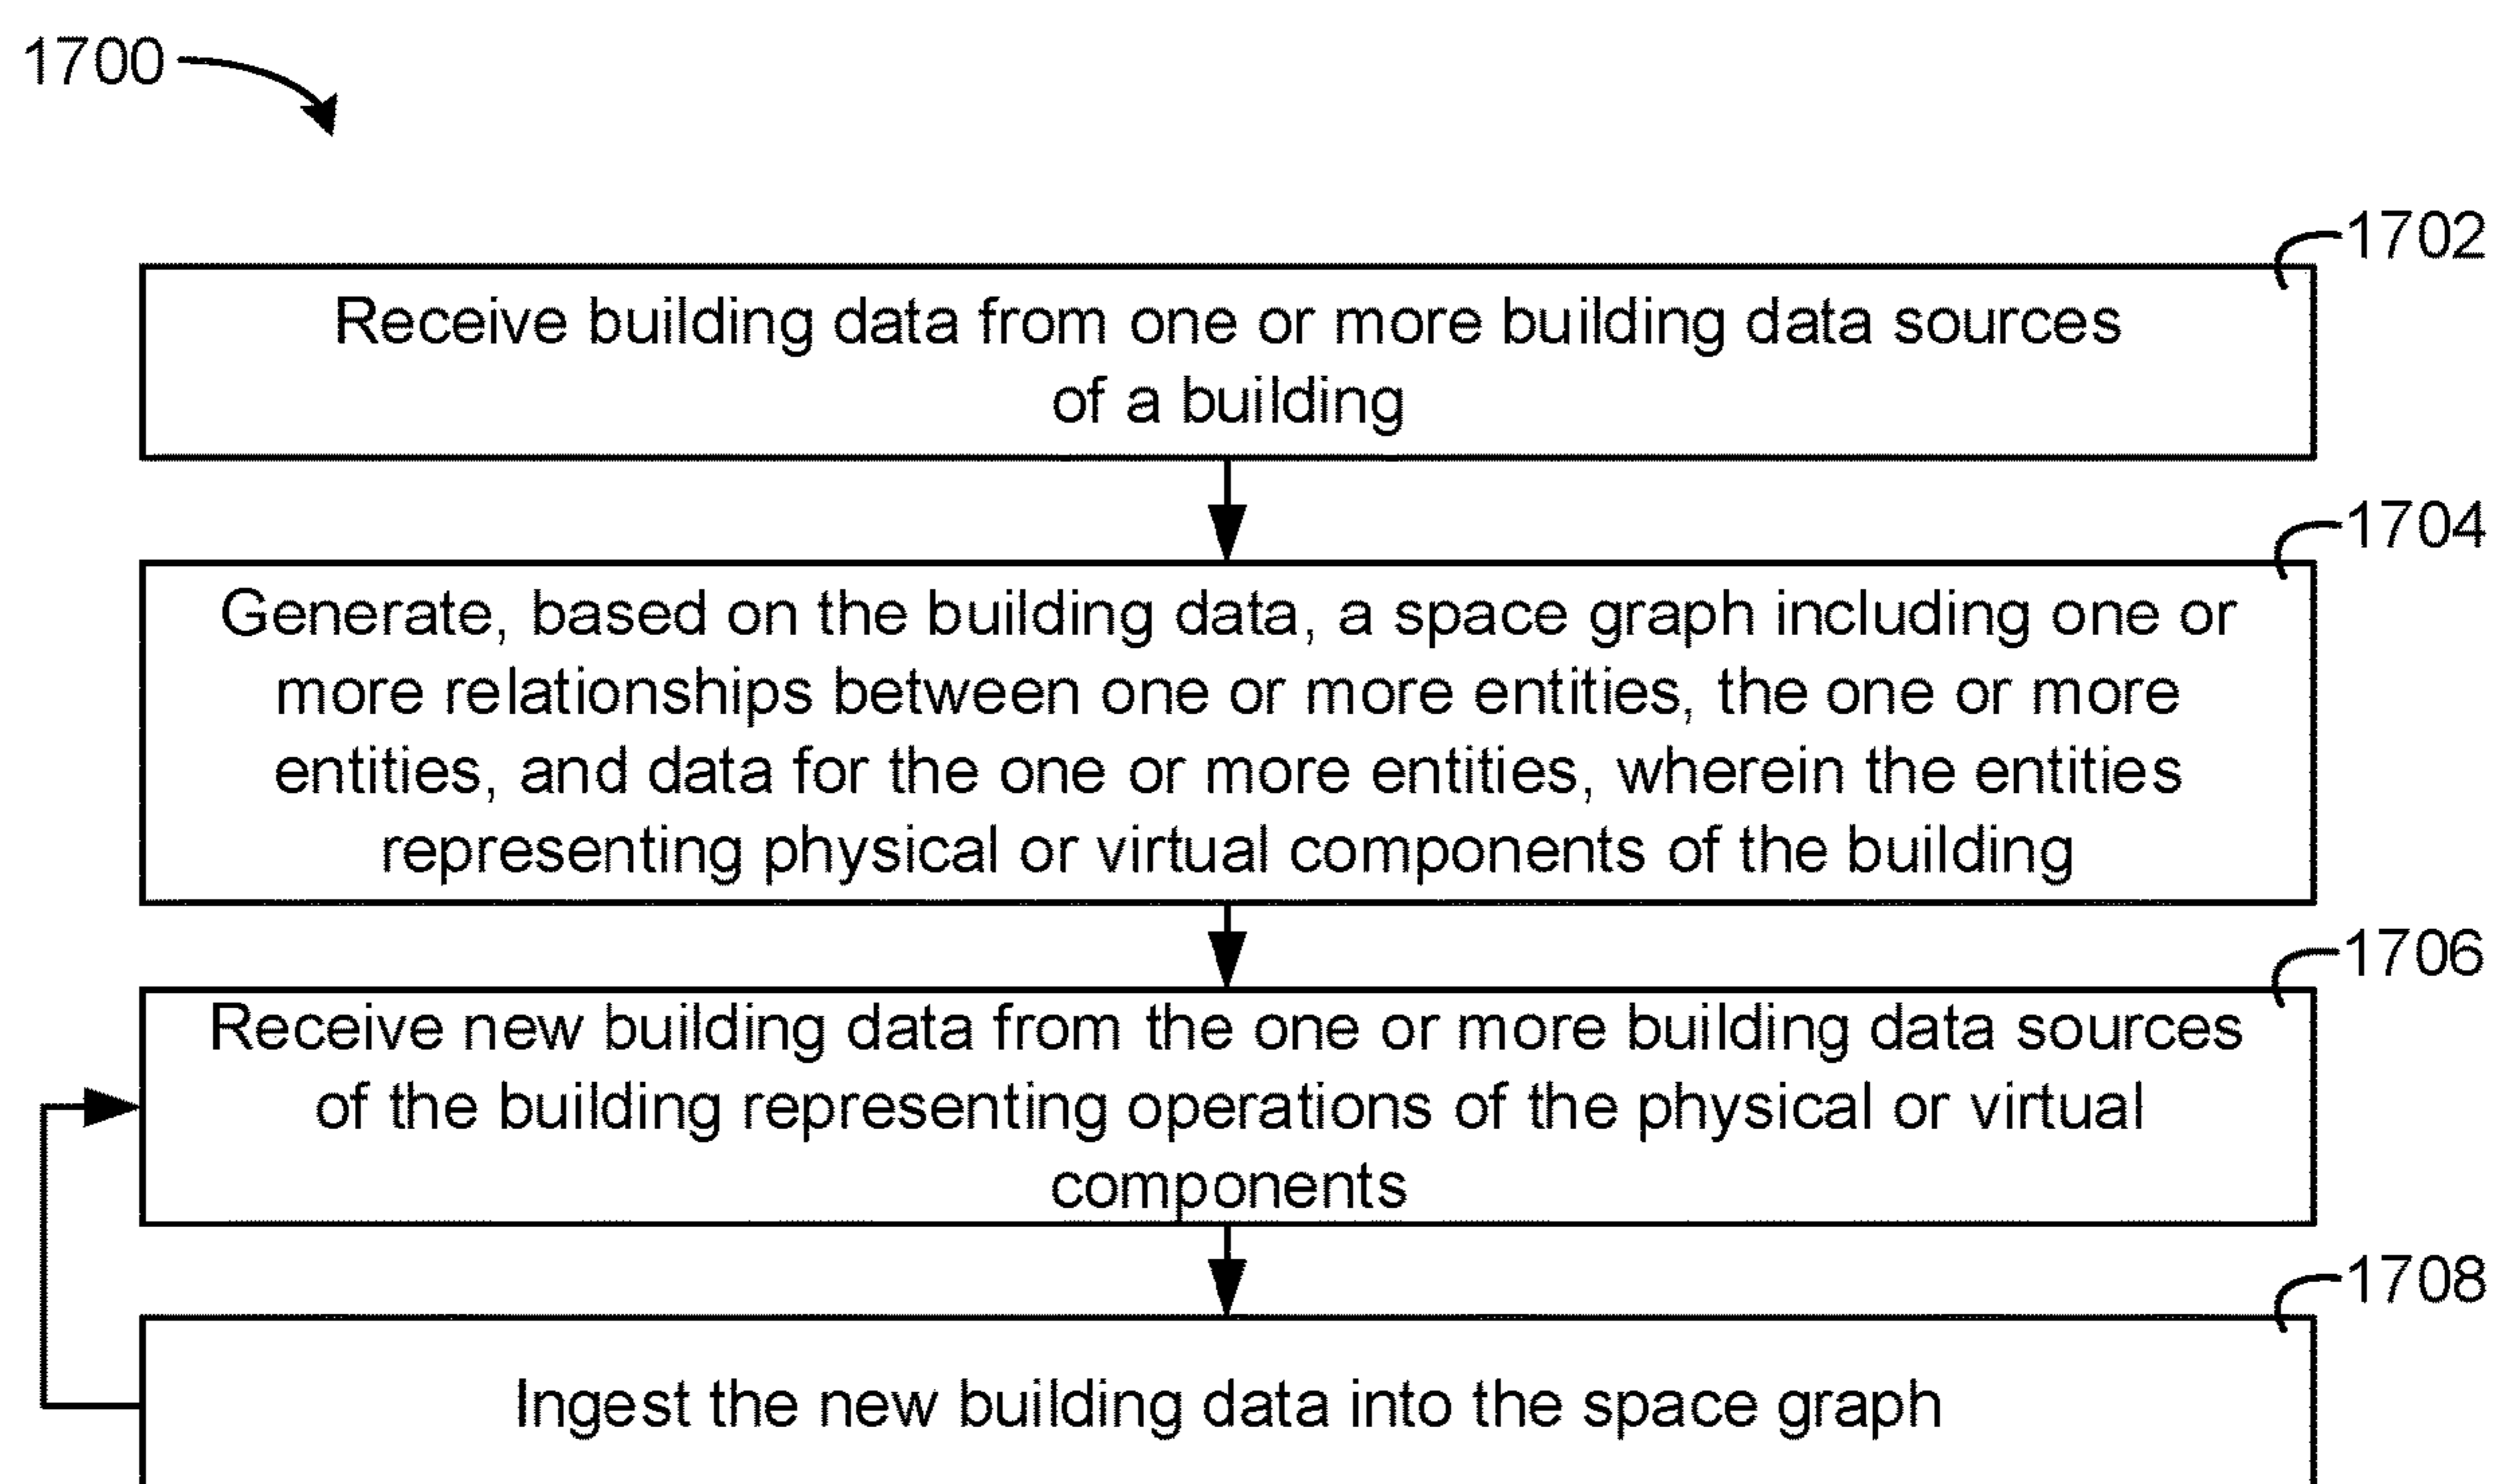 1700
1702
Receive building data from one or more building data sources
of a building
1704
Generate, based on the building data, a space graph including one or
more relationships between one or more entities, the one or more
entities, and data for the one or more entities, wherein the entities
representing physical or virtual components of the building
1706
Receive new building data from the one or more building data sources
of the building representing operations of the physical or virtual
components
1708
Ingest the new building data into the space graph